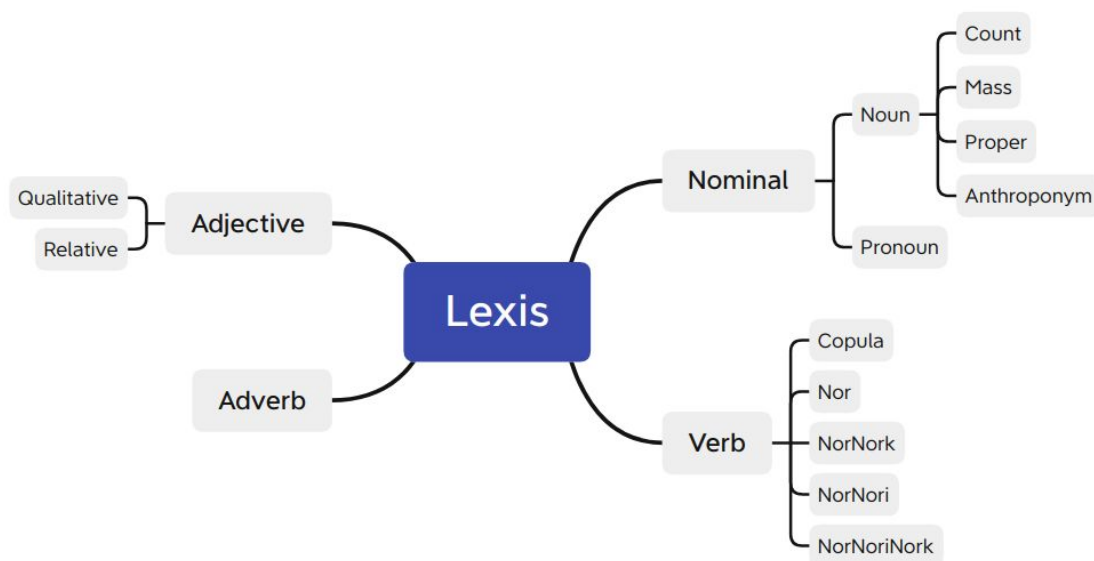 Lexis
Nominal
Noun
Count
Mass
Proper
Anthroponym
Pronoun
Verb
Copula
Nor
NorNork
NorNori
NorNoriNork
Adjective
Qualitative
Relative
Adverb